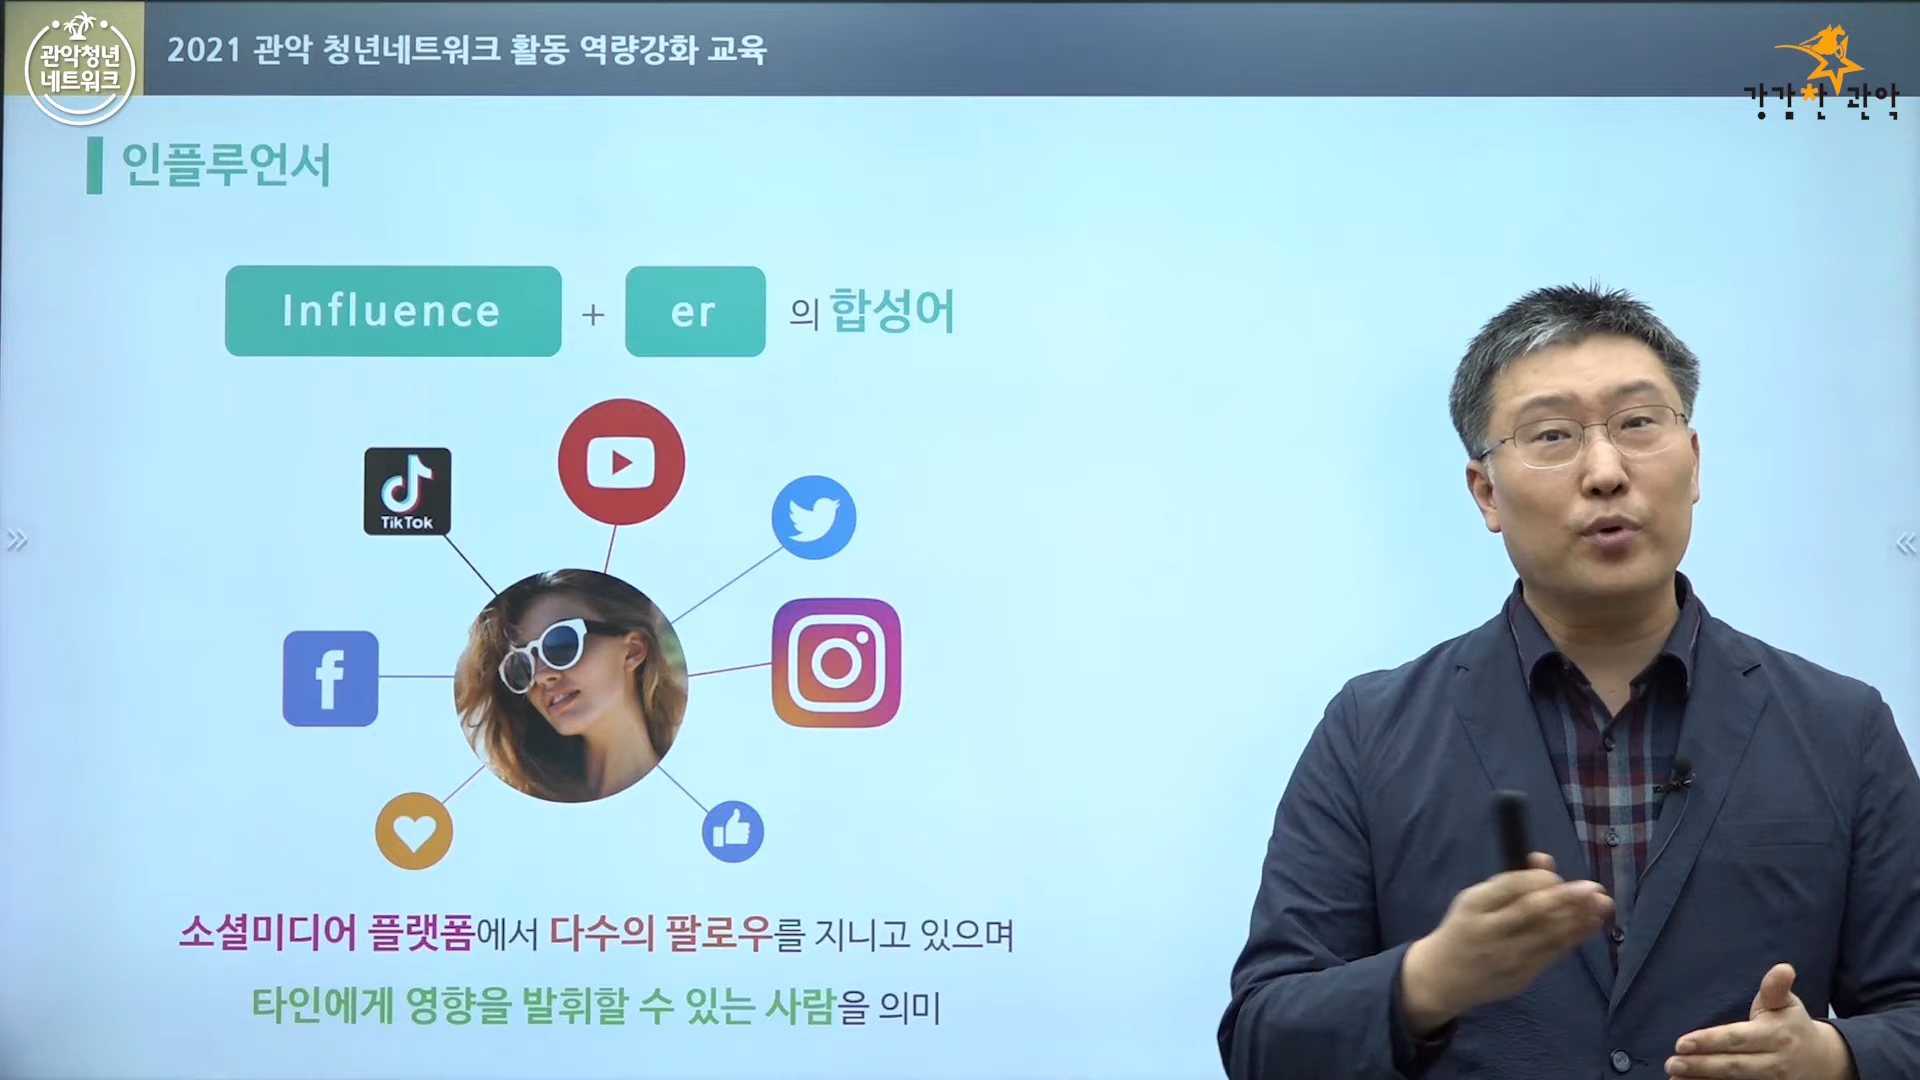 관악청년
네트워크
2021 관악 청년네트워크 활동 역량강화 교육
강감찬 관악
인플루언서
Influence + er 의 합성어
TikTok
소셜미디어 플랫폼에서 다수의 팔로우를 지니고 있으며
타인에게 영향을 발휘할 수 있는 사람을 의미